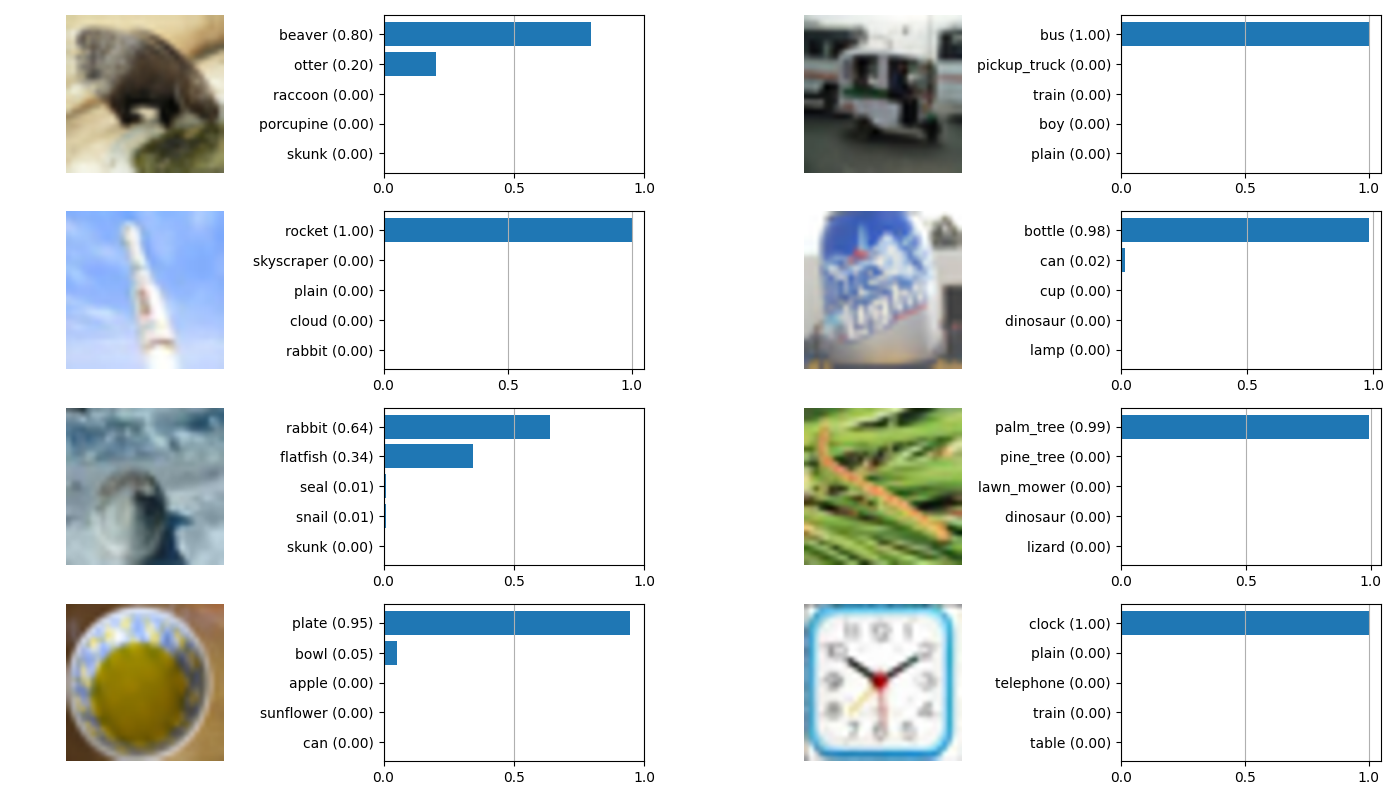 beaver (0.80)
otter (0.20)
raccoon (0.00)
porcupine (0.00)
skunk (0.00)
0.0 0.5 1.0
bus (1.00)
pickup_truck (0.00)
train (0.00)
boy (0.00)
plain (0.00)
0.0 0.5 1.0
rocket (1.00)
skyscraper (0.00)
plain (0.00)
cloud (0.00)
rabbit (0.00)
0.0 0.5 1.0
Light
bottle (0.98)
can (0.02)
cup (0.00)
dinosaur (0.00)
lamp (0.00)
0.0 0.5 1.0
rabbit (0.64)
flatfish (0.34)
seal (0.01)
snail (0.01)
skunk (0.00)
0.0 0.5 1.0
palm_tree (0.99)
pine_tree (0.00)
lawn_mower (0.00)
dinosaur (0.00)
lizard (0.00)
0.0 0.5 1.0
plate (0.95)
bowl (0.05)
apple (0.00)
sunflower (0.00)
can (0.00)
0.0 0.5 1.0
11 12 1
10 2
9 3
8 4
7 6 5
clock (1.00)
plain (0.00)
telephone (0.00)
train (0.00)
table (0.00)
0.0 0.5 1.0